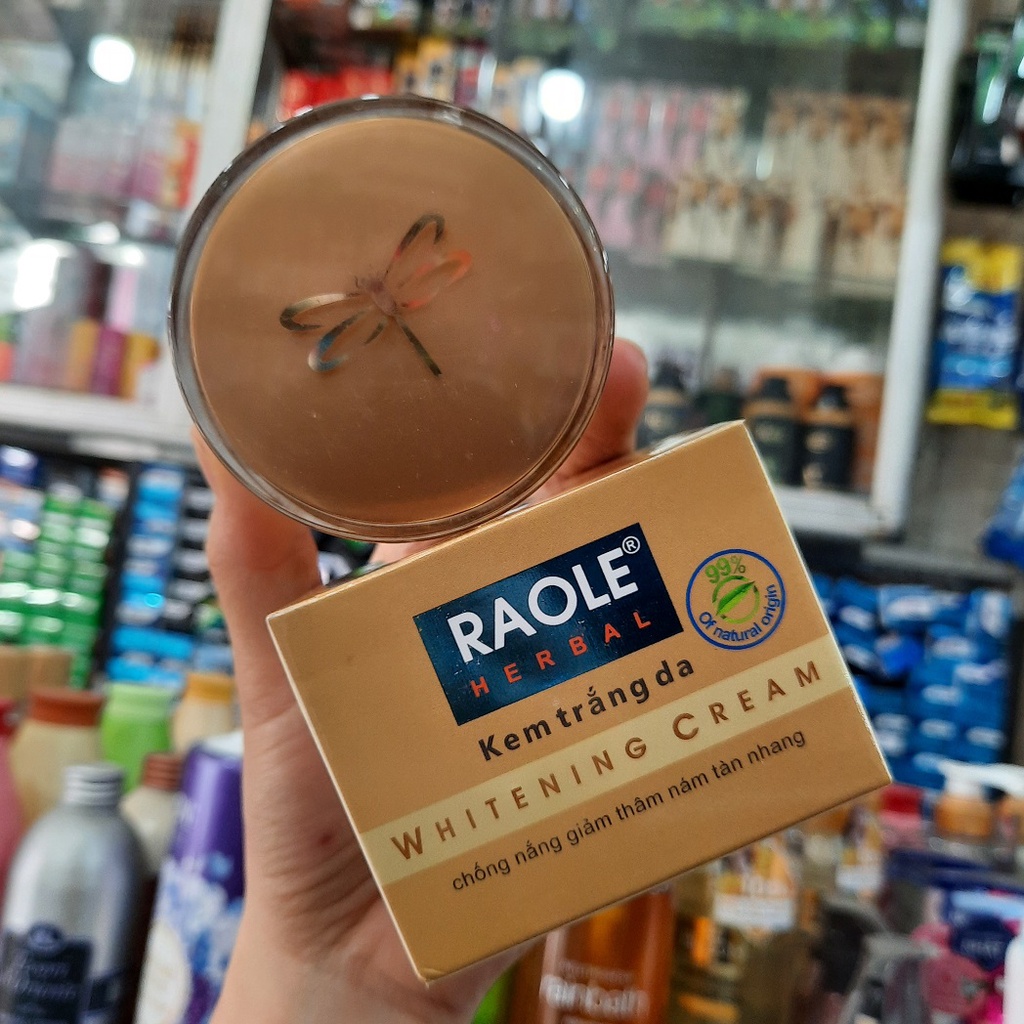 RAOLE®
HERBAL
99%
Of natural origin
Kem trắng da
WHITENING CREAM
chống nắng giảm thâm nám tàn nhang